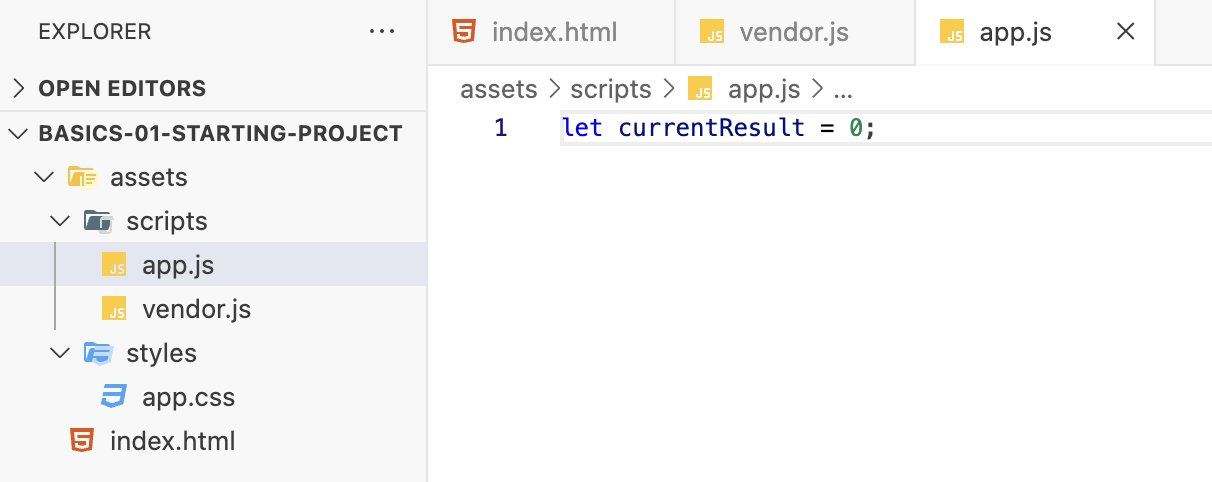 EXPLORER ...
OPEN EDITORS
BASICS-01-STARTING-PROJECT
assets
scripts
JS app.js
JS vendor.js
styles
app.css
index.html
index.html JS vendor.js JS app.js
assets > scripts > JS app.js > ...
1 let currentResult = 0;